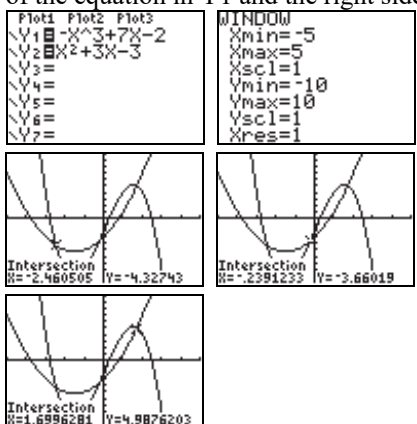 of the equation in Y1 and the right side
Plot1 Plot2 Plot3
\Y₁=-X^3+7X-2
\Y₂=X²+3X-3
\Y₃=
\Y₄=
\Y₅=
\Y₆=
\Y₇=
WINDOW
Xmin=-5
Xmax=5
Xscl=1
Ymin=-10
Ymax=10
Yscl=1
Xres=1
Intersection
X=-2.460505 Y=-4.32743
Intersection
X=-.2391233 Y=-3.66019
Intersection
X=1.6996281 Y=4.9876203